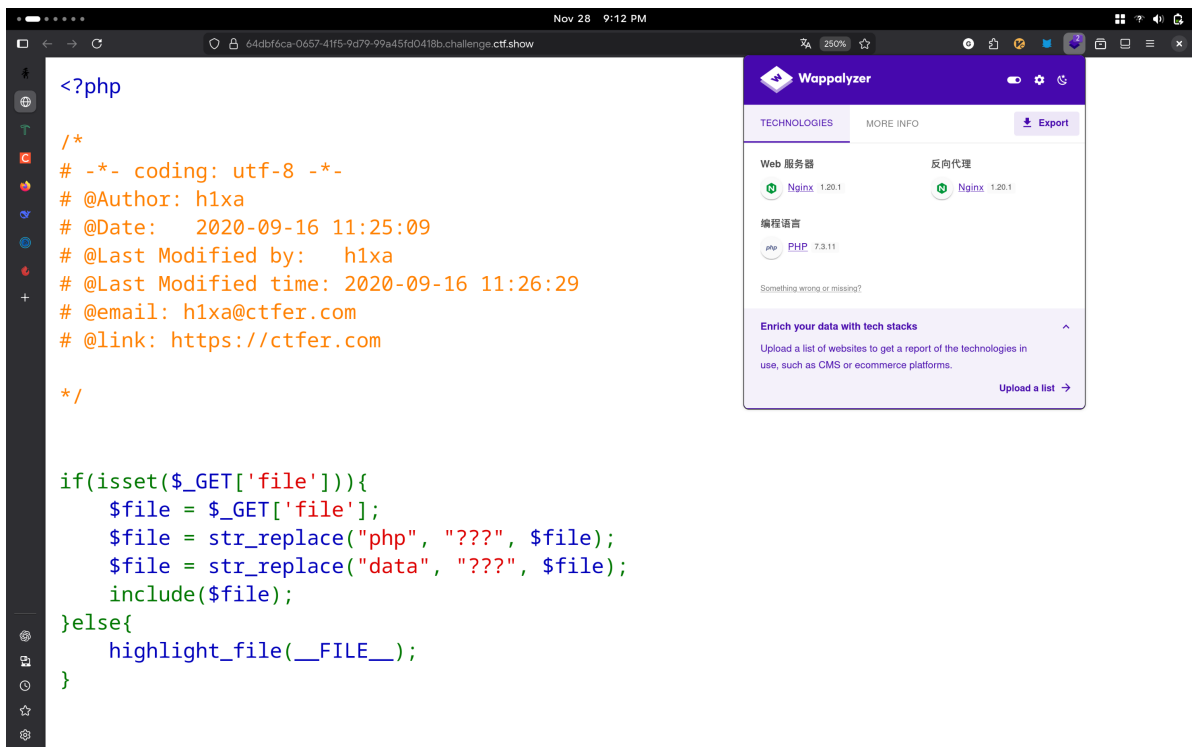 Nov 28 9:12 PM
64dbf6ca-0657-41f5-9d79-99a45fd0418b.challenge.ctf.show
250%
2
<?php
/*
# -*- coding: utf-8 -*-
# @Author: h1xa
# @Date:   2020-09-16 11:25:09
# @Last Modified by:   h1xa
# @Last Modified time: 2020-09-16 11:26:29
# @email: h1xa@ctfer.com
# @link: https://ctfer.com
*/
if(isset($_GET['file'])){
    $file = $_GET['file'];
    $file = str_replace("php", "???", $file);
    $file = str_replace("data", "???", $file);
    include($file);
}else{
    highlight_file(__FILE__);
}
Wappalyzer
TECHNOLOGIES MORE INFO Export
Web 服务器 反向代理
Nginx 1.20.1 Nginx 1.20.1
编程语言
php PHP 7.3.11
Something wrong or missing?
Enrich your data with tech stacks
Upload a list of websites to get a report of the technologies in
use, such as CMS or ecommerce platforms.
Upload a list